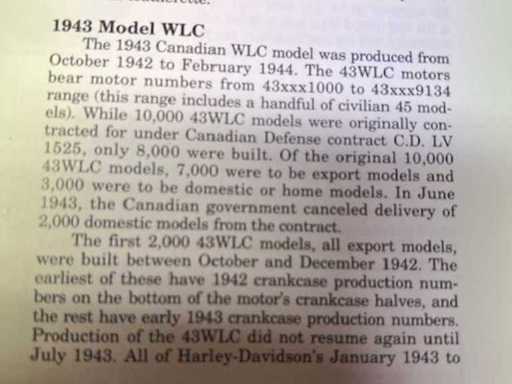 1943 Model WLC
The 1943 Canadian WLC model was produced from
October 1942 to February 1944. The 43WLC motors
bear motor numbers from 43xxx1000 to 43xxx9134
range (this range includes a handful of civilian 45 mod-
els). While 10,000 43WLC models were originally con-
tracted for under Canadian Defense contract C.D. LV
1525, only 8,000 were built. Of the original 10,000
43WLC models, 7,000 were to be export models and
3,000 were to be domestic or home models. In June
1943, the Canadian government canceled delivery of
2,000 domestic models from the contract.
The first 2,000 43WLC models, all export models,
were built between October and December 1942. The
earliest of these have 1942 crankcase production num-
bers on the bottom of the motor's crankcase halves, and
the rest have early 1943 crankcase production numbers.
Production of the 43WLC did not resume again until
July 1943. All of Harley-Davidson's January 1943 to